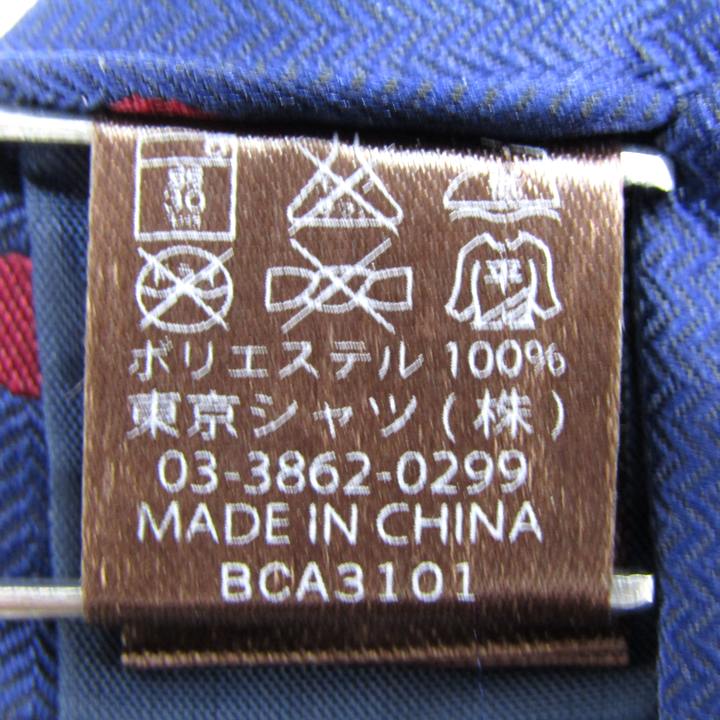 平
ポリエステル 100%
東京シャツ(株)
03-3862-0299
MADE IN CHINA
BCA3101